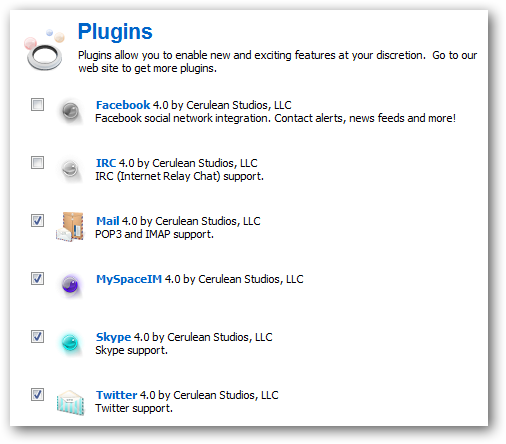 Plugins
Plugins allow you to enable new and exciting features at your discretion. Go to our
web site to get more plugins.
Facebook 4.0 by Cerulean Studios, LLC
Facebook social network integration. Contact alerts, news feeds and more!
IRC 4.0 by Cerulean Studios, LLC
IRC (Internet Relay Chat) support.
Mail 4.0 by Cerulean Studios, LLC
POP3 and IMAP support.
MySpaceIM 4.0 by Cerulean Studios, LLC
Skype 4.0 by Cerulean Studios, LLC
Skype support.
Twitter 4.0 by Cerulean Studios, LLC
Twitter support.